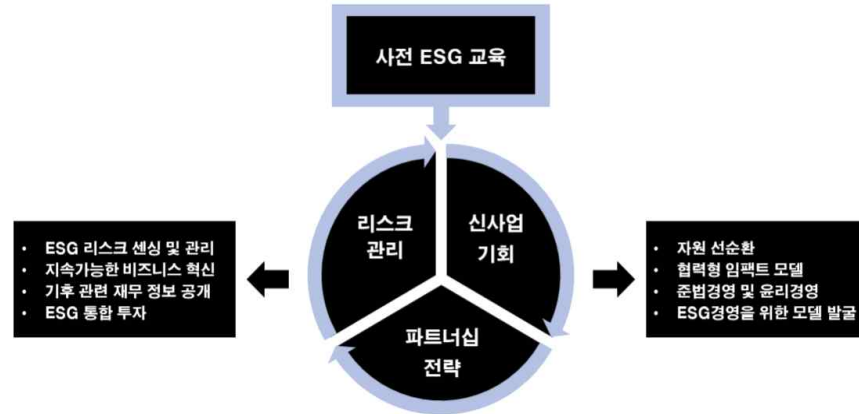 사전 ESG 교육
리스크
관리
신사업
기회
파트너십
전략
• ESG 리스크 센싱 및 관리
• 지속가능한 비즈니스 혁신
• 기후 관련 재무 정보 공개
• ESG 통합 투자
• 자원 선순환
• 협력형 임팩트 모델
• 준법경영 및 윤리경영
• ESG경영을 위한 모델 발굴